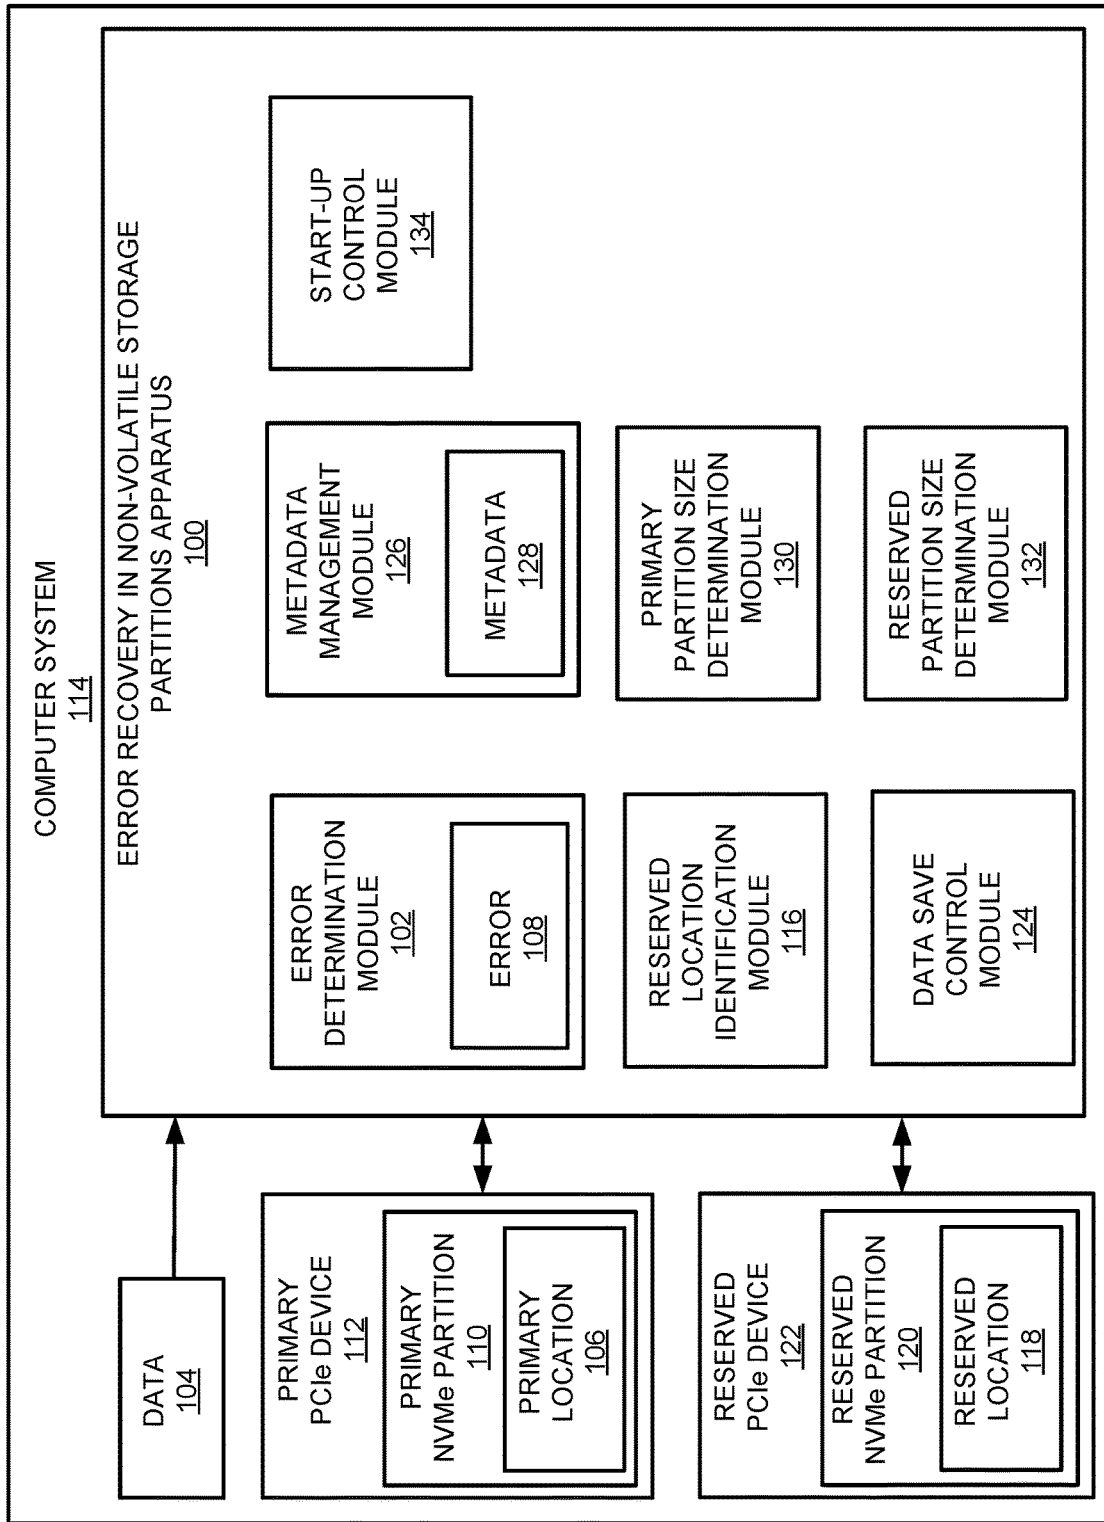 COMPUTER SYSTEM
114
DATA
104
PRIMARY
PCIe DEVICE
112
PRIMARY
NVMe PARTITION
110
PRIMARY
LOCATION
106
RESERVED
PCIe DEVICE
122
RESERVED
NVMe PARTITION
120
RESERVED
LOCATION
118
ERROR RECOVERY IN NON-VOLATILE STORAGE
PARTITIONS APPARATUS
100
ERROR
DETERMINATION
MODULE
102
ERROR
108
METADATA
MANAGEMENT
MODULE
126
METADATA
128
START-UP
CONTROL
MODULE
134
RESERVED
LOCATION
IDENTIFICATION
MODULE
116
PRIMARY
PARTITION SIZE
DETERMINATION
MODULE
130
DATA SAVE
CONTROL
MODULE
124
RESERVED
PARTITION SIZE
DETERMINATION
MODULE
132